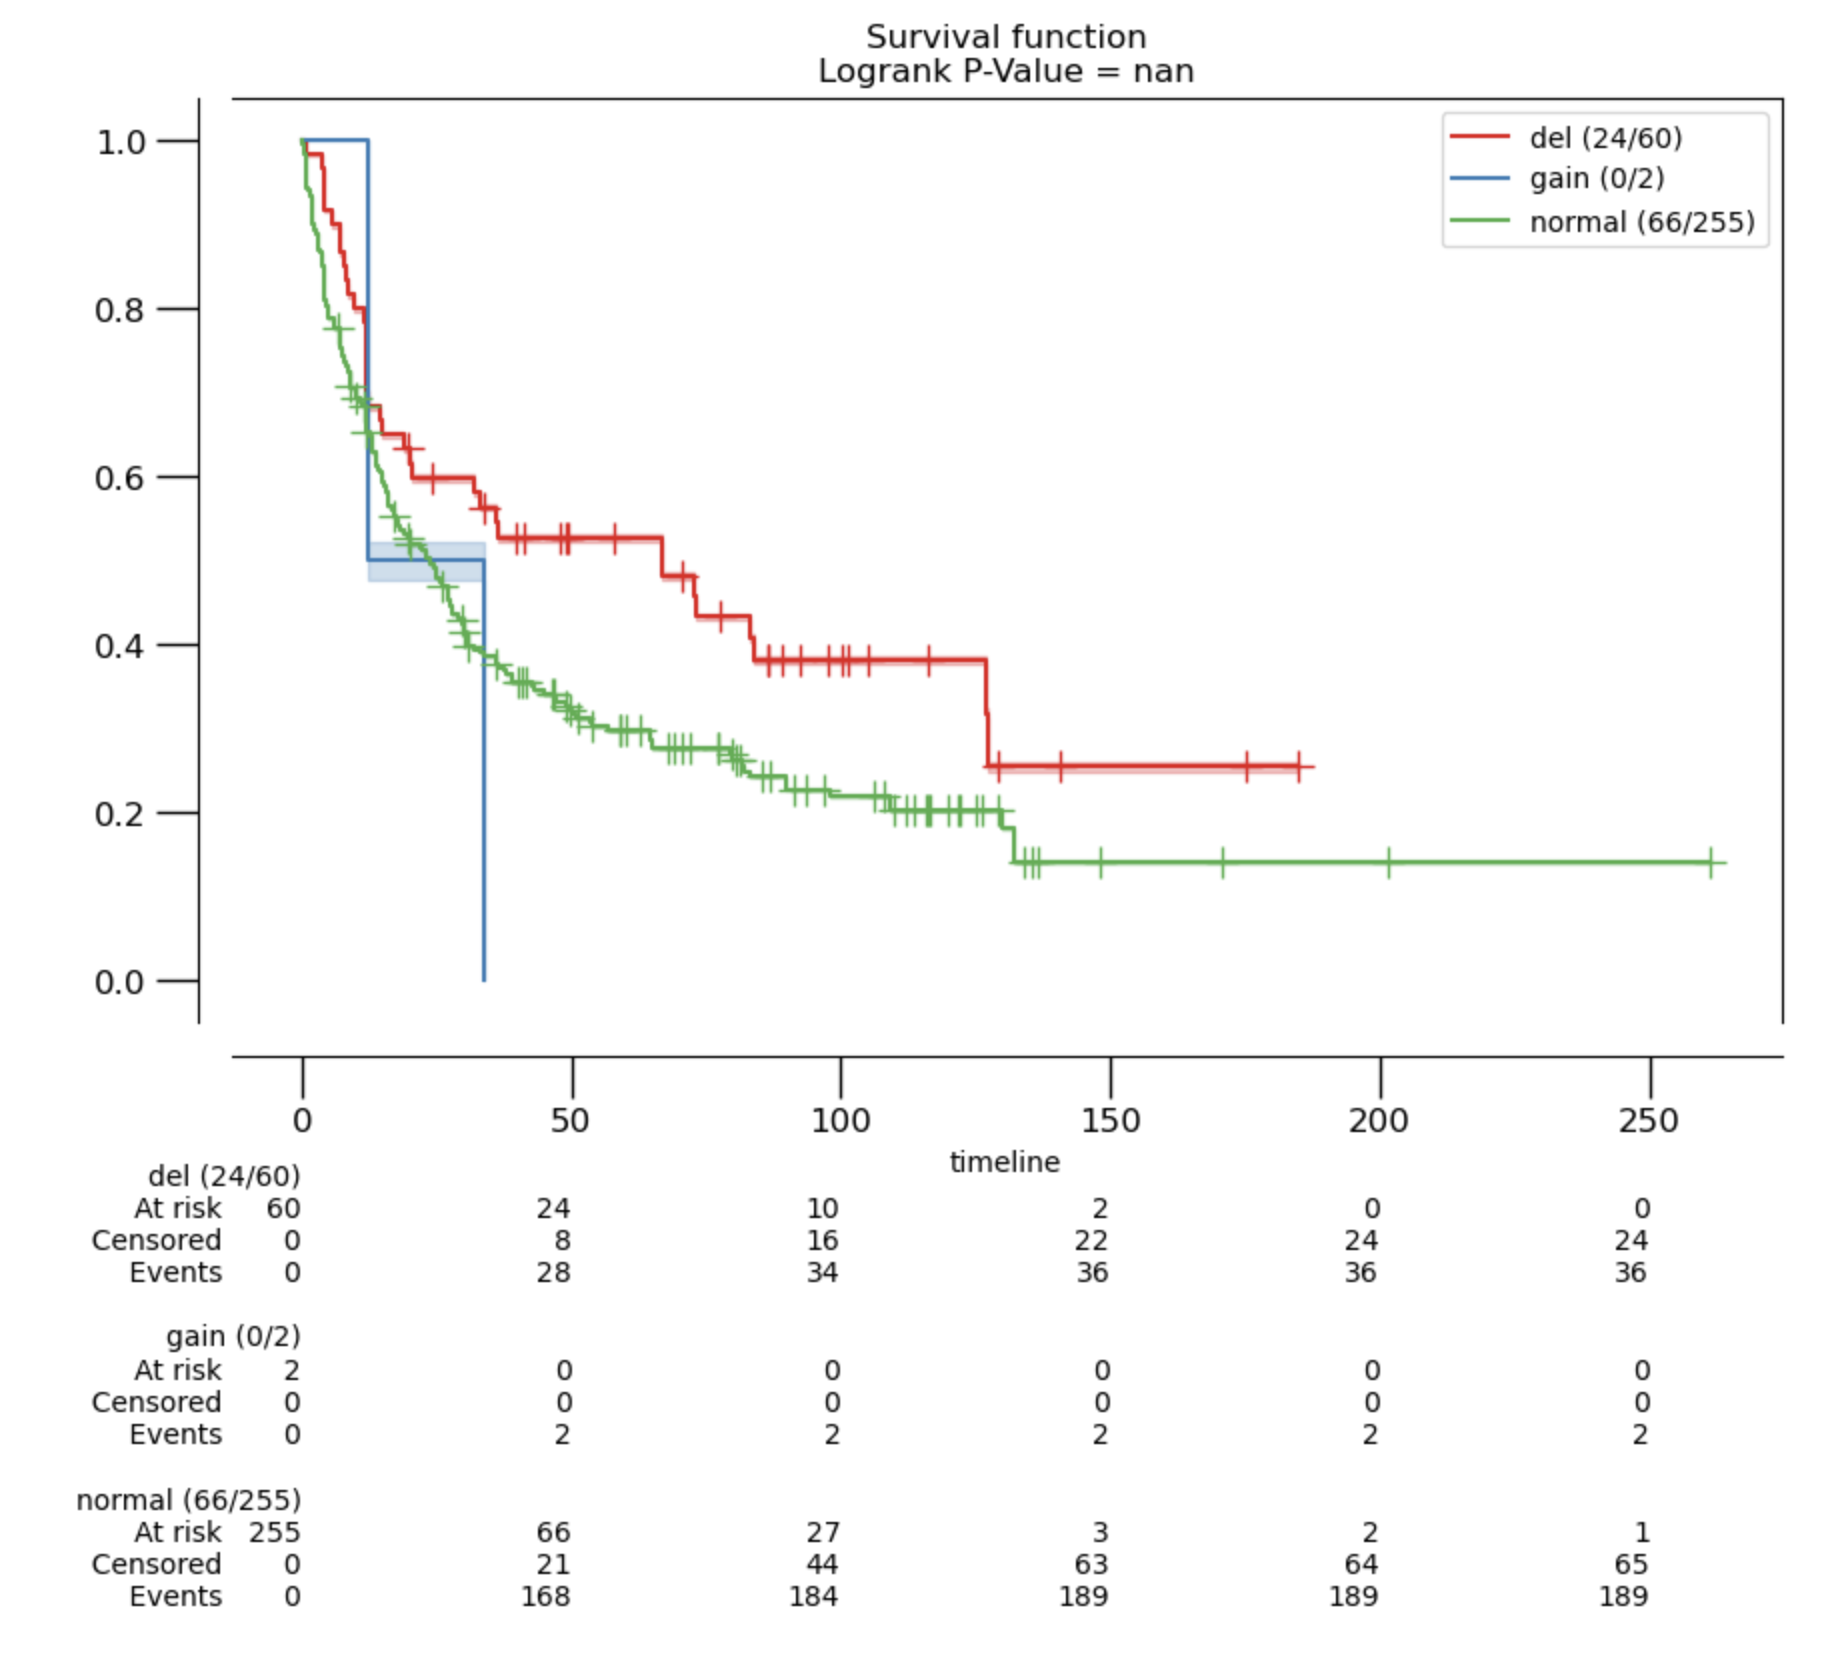 Survival function
Logrank P-Value = nan
del (24/60)
gain (0/2)
normal (66/255)
1.0
0.8
0.6
0.4
0.2
0.0
0 50 100 150 200 250
timeline
del (24/60)
At risk 60 24 10 2 0 0
Censored 0 8 16 22 24 24
Events 0 28 34 36 36 36
gain (0/2)
At risk 2 0 0 0 0 0
Censored 0 0 0 0 0 0
Events 0 2 2 2 2 2
normal (66/255)
At risk 255 66 27 3 2 1
Censored 0 21 44 63 64 65
Events 0 168 184 189 189 189